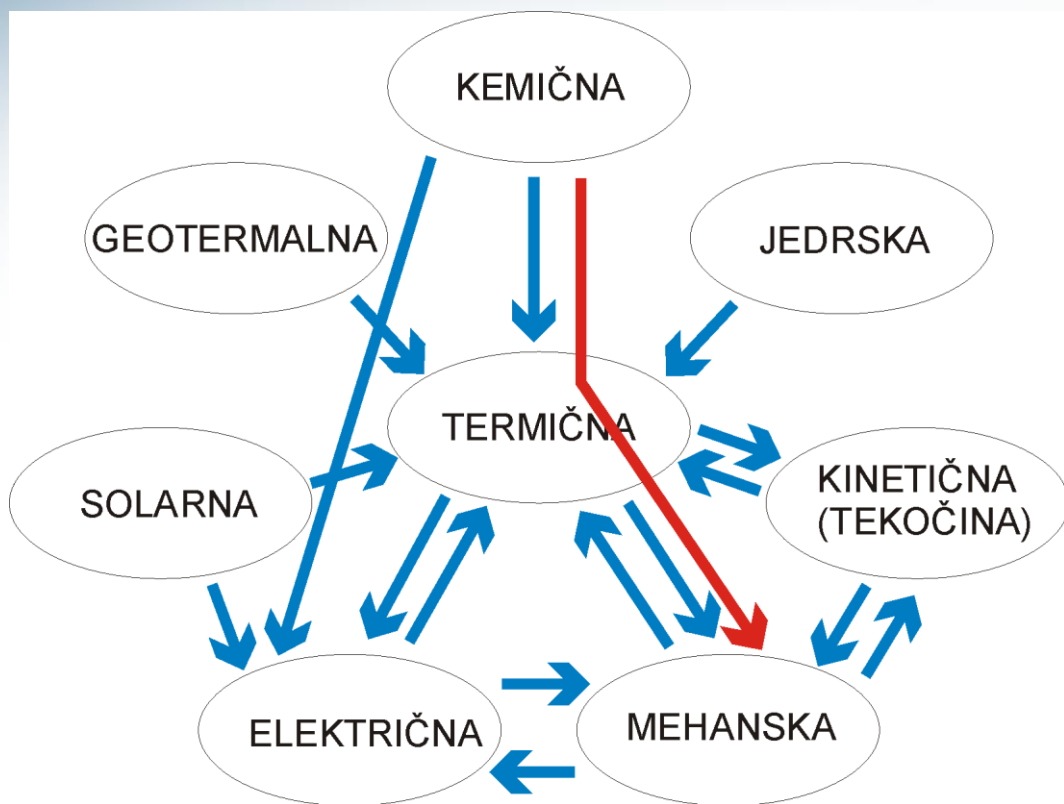 KEMIČNA
GEOTERMALNA
JEDRSKA
TERMIČNA
SOLARNA
KINETIČNA
(TEKOČINA)
ELEKTRIČNA
MEHANSKA